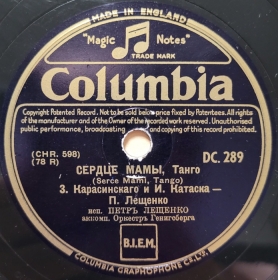 MADE IN ENGLAND
"Magic Notes"
TRADE MARK
Columbia
Copyright Patented Record. Not to be sold below price fixed by Patentees. All rights
of the manufacturer and of the Owner of the recorded work reserved. Unauthorised
public performance, broadcasting and copying of this record prohibited.
(CHR. 598)
(78 R)
DC. 289
СЕРДЦЕ МАМЫ, Танго
(Serce Mami, Tango)
З. Карасинскаго и И. Катаска —
П. Лещенко
исп. ПЕТРЪ ЛЕЩЕНКО
аккомп. Оркестръ Генигсберга
B.I.E.M.
COLUMBIA GRAPHOPHONE Co., LTD.